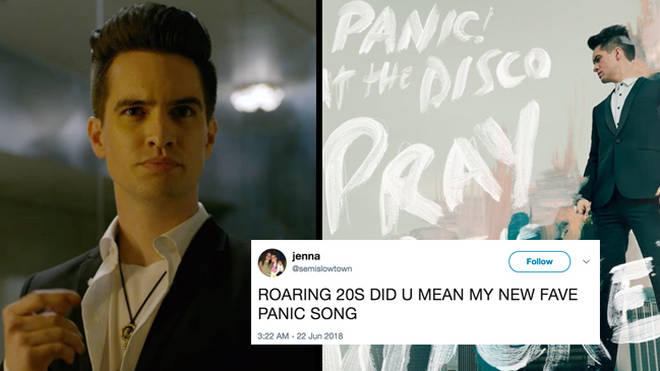 PANIC!
AT THE DISCO
PRAY
jenna
@semislowtown
Follow
ROARING 20S DID U MEAN MY NEW FAVE
PANIC SONG
3:22 AM - 22 Jun 2018